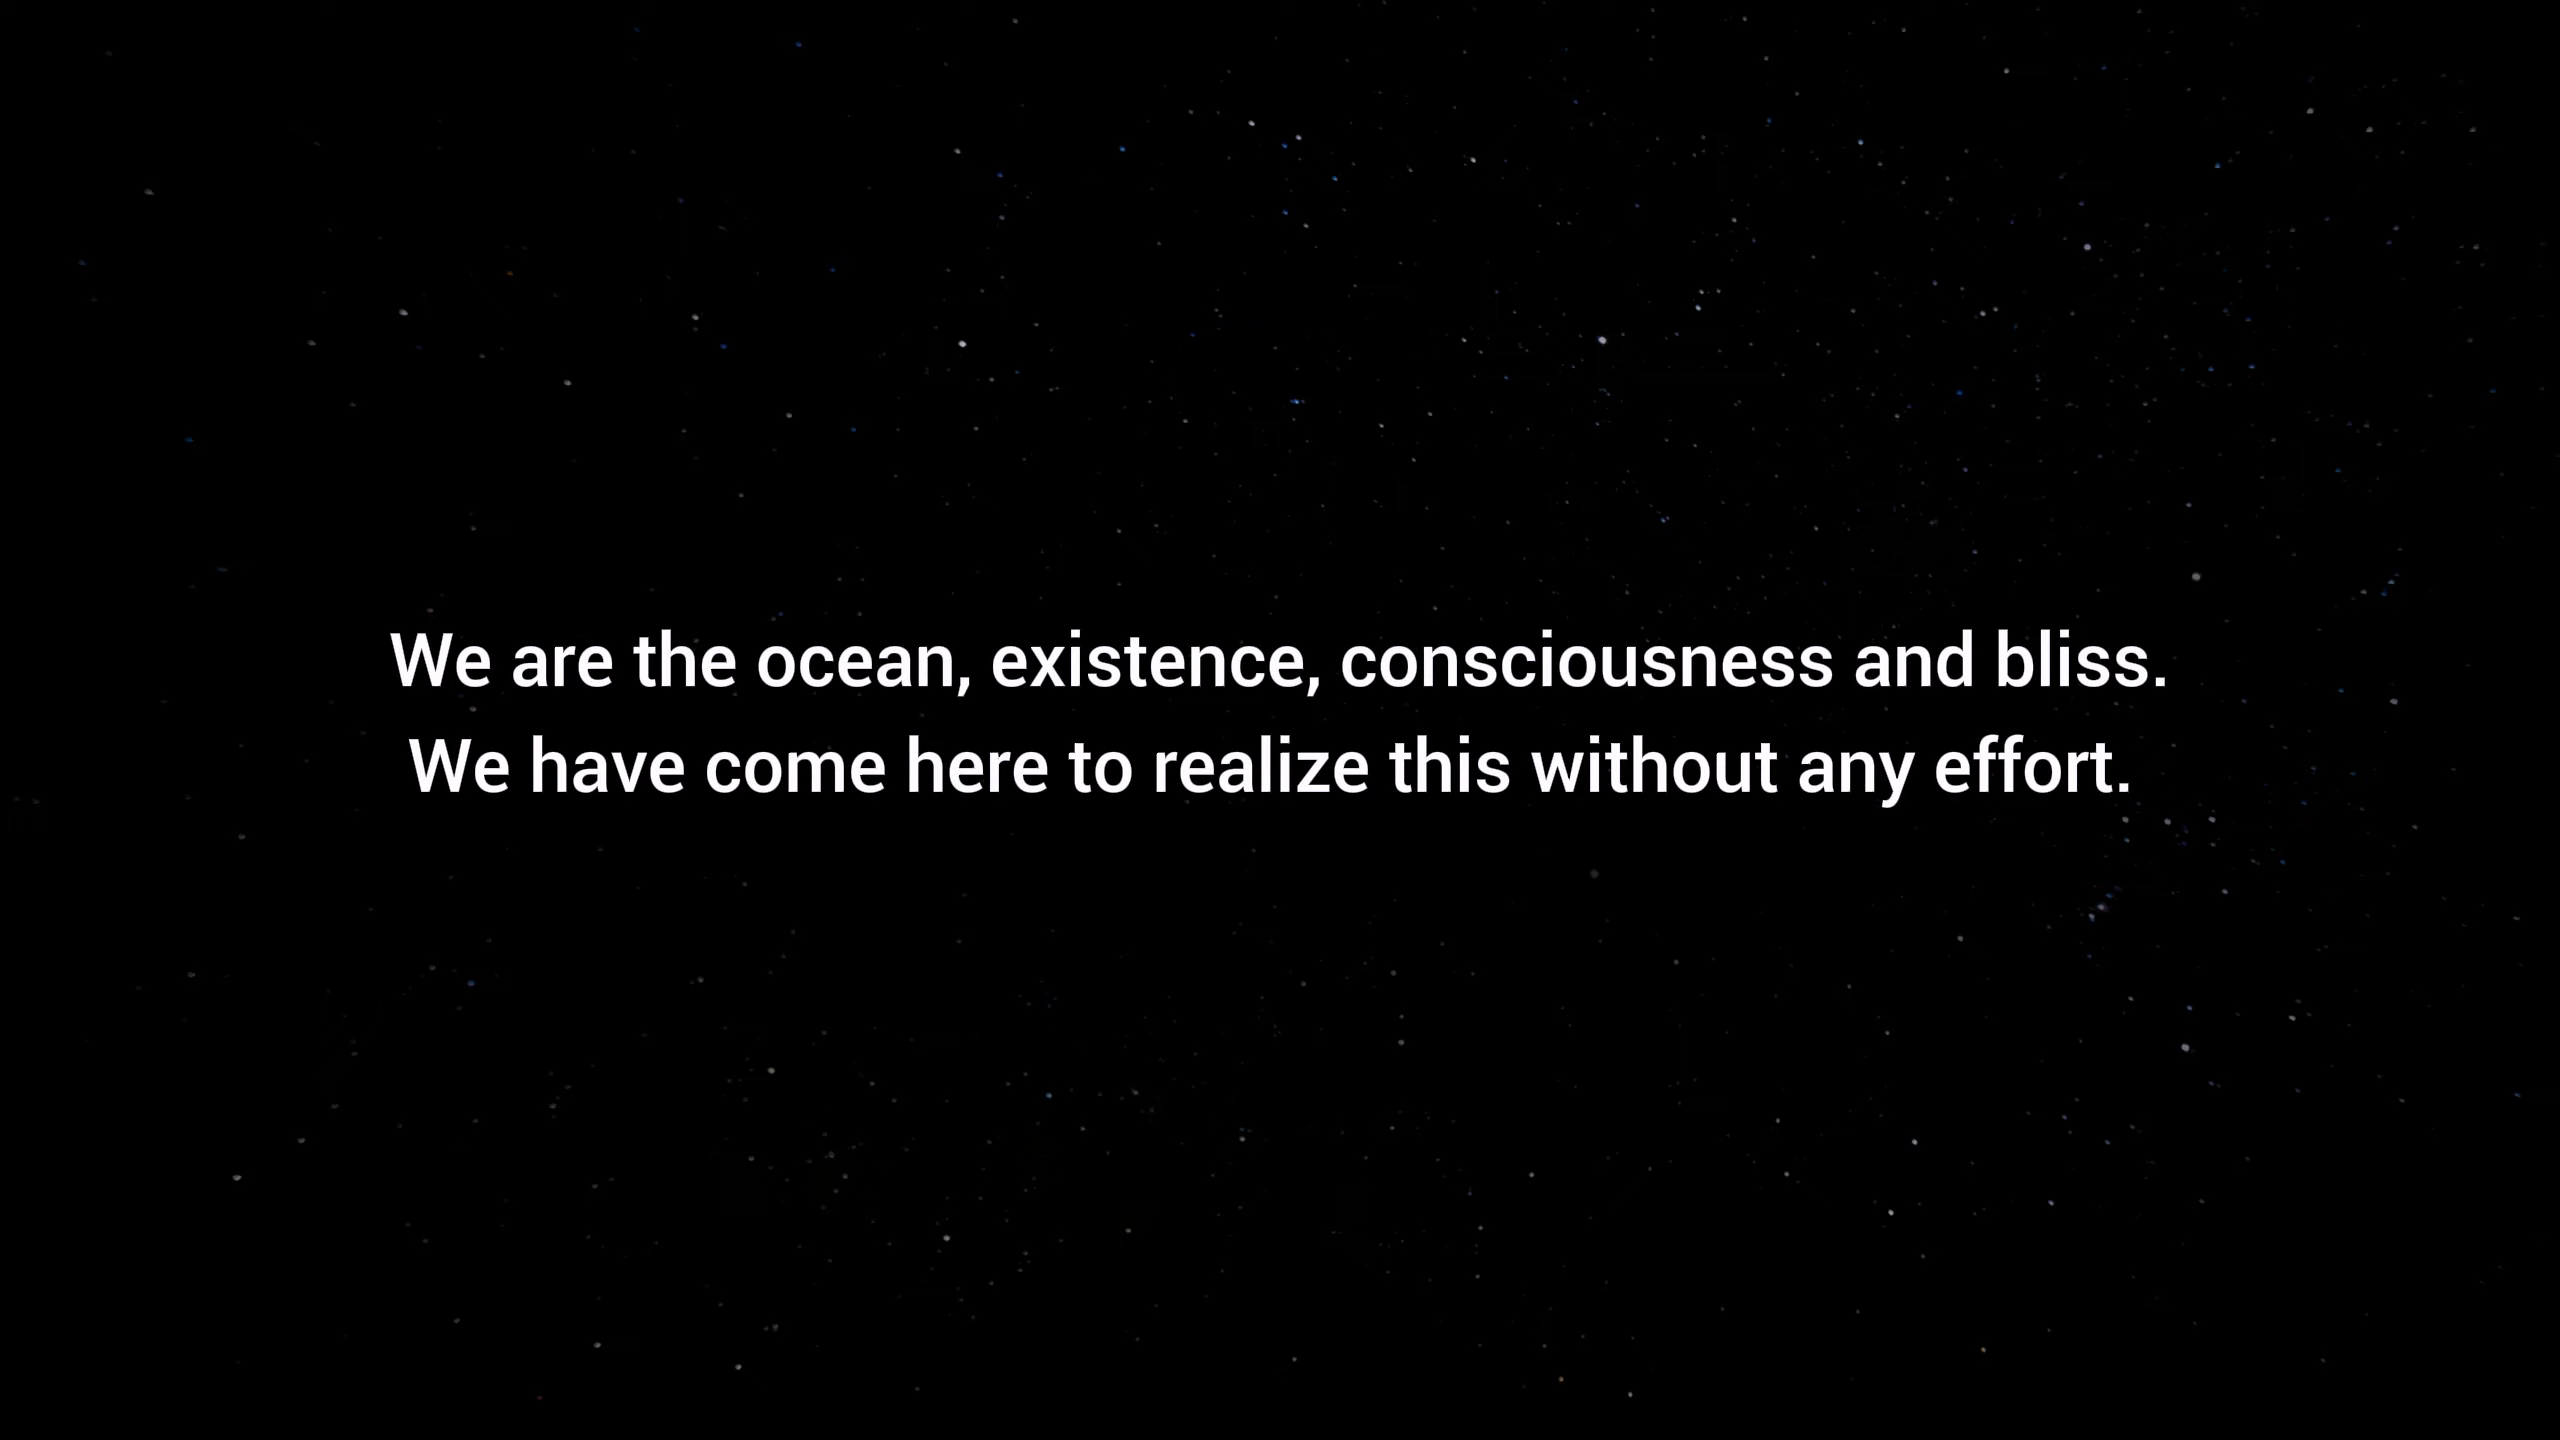 We are the ocean, existence, consciousness and bliss.
We have come here to realize this without any effort.